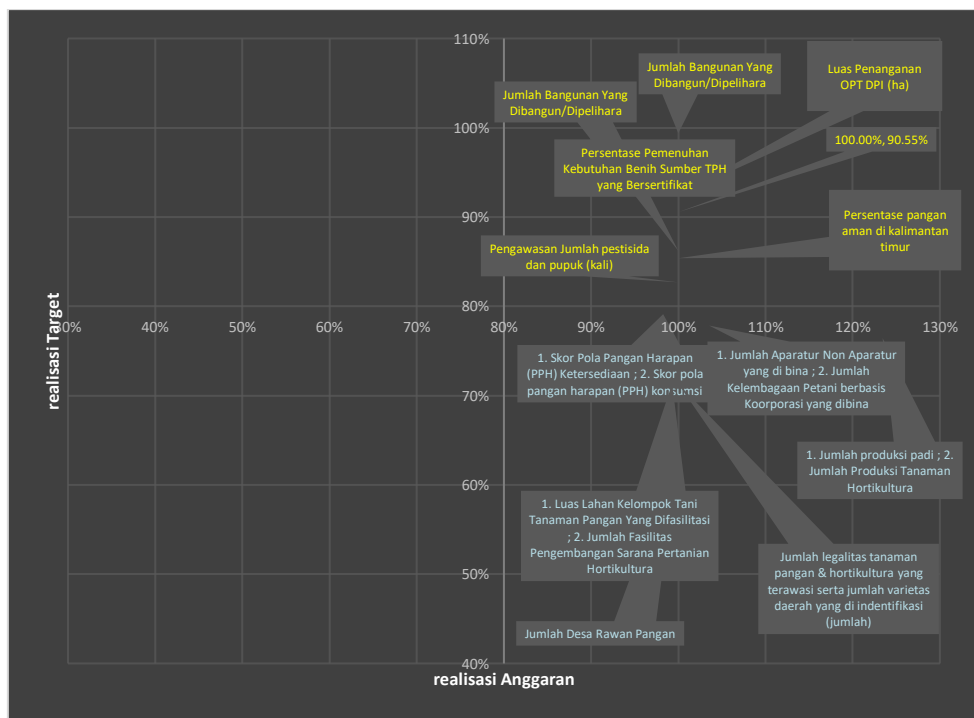 110%
Jumlah Bangunan Yang
Dibangun/Dipelihara
Luas Penanganan
OPT DPI (ha)
Jumlah Bangunan Yang
Dibangun/Dipelihara
100%
100.00%, 90.55%
Persentase Pemenuhan
Kebutuhan Benih Sumber TPH
yang Bersertifikat
90%
Persentase pangan
aman di kalimantan
timur
Pengawasan Jumlah pestisida
dan pupuk (kali)
80%
30% 40% 50% 60% 70% 80% 90% 100% 110% 120% 130%
realisasi Target
1. Skor Pola Pangan Harapan
(PPH) Ketersediaan ; 2. Skor pola
pangan harapan (PPH) konsumsi
1. Jumlah Aparatur Non Aparatur
yang di bina ; 2. Jumlah
Kelembagaan Petani berbasis
Koorporasi yang dibina
70%
1. Jumlah produksi padi ; 2.
Jumlah Produksi Tanaman
Hortikultura
60%
1. Luas Lahan Kelompok Tani
Tanaman Pangan Yang Difasilitasi
; 2. Jumlah Fasilitas
Pengembangan Sarana Pertanian
Hortikultura
Jumlah legalitas tanaman
pangan & hortikultura yang
terawasi serta jumlah varietas
daerah yang di indentifikasi
(jumlah)
50%
Jumlah Desa Rawan Pangan
40%
realisasi Anggaran